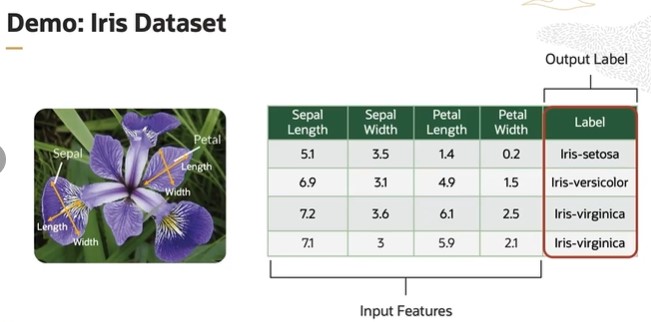 Demo: Iris Dataset
Output Label
Sepal
Petal
Length
Width
Length
Width
Sepal Length Sepal Width Petal Length Petal Width Label
5.1 3.5 1.4 0.2 Iris-setosa
6.9 3.1 4.9 1.5 Iris-versicolor
7.2 3.6 6.1 2.5 Iris-virginica
7.1 3 5.9 2.1 Iris-virginica
Input Features